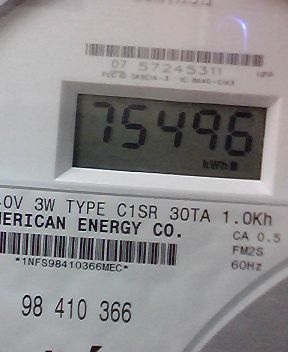 07 57245311
75496
kWh
0V 3W TYPE C1SR 30TA 1.0Kh
MERICAN ENERGY CO.
CA 0.5
FM2S
60Hz
*1NFS98410366MEC*
98 410 366